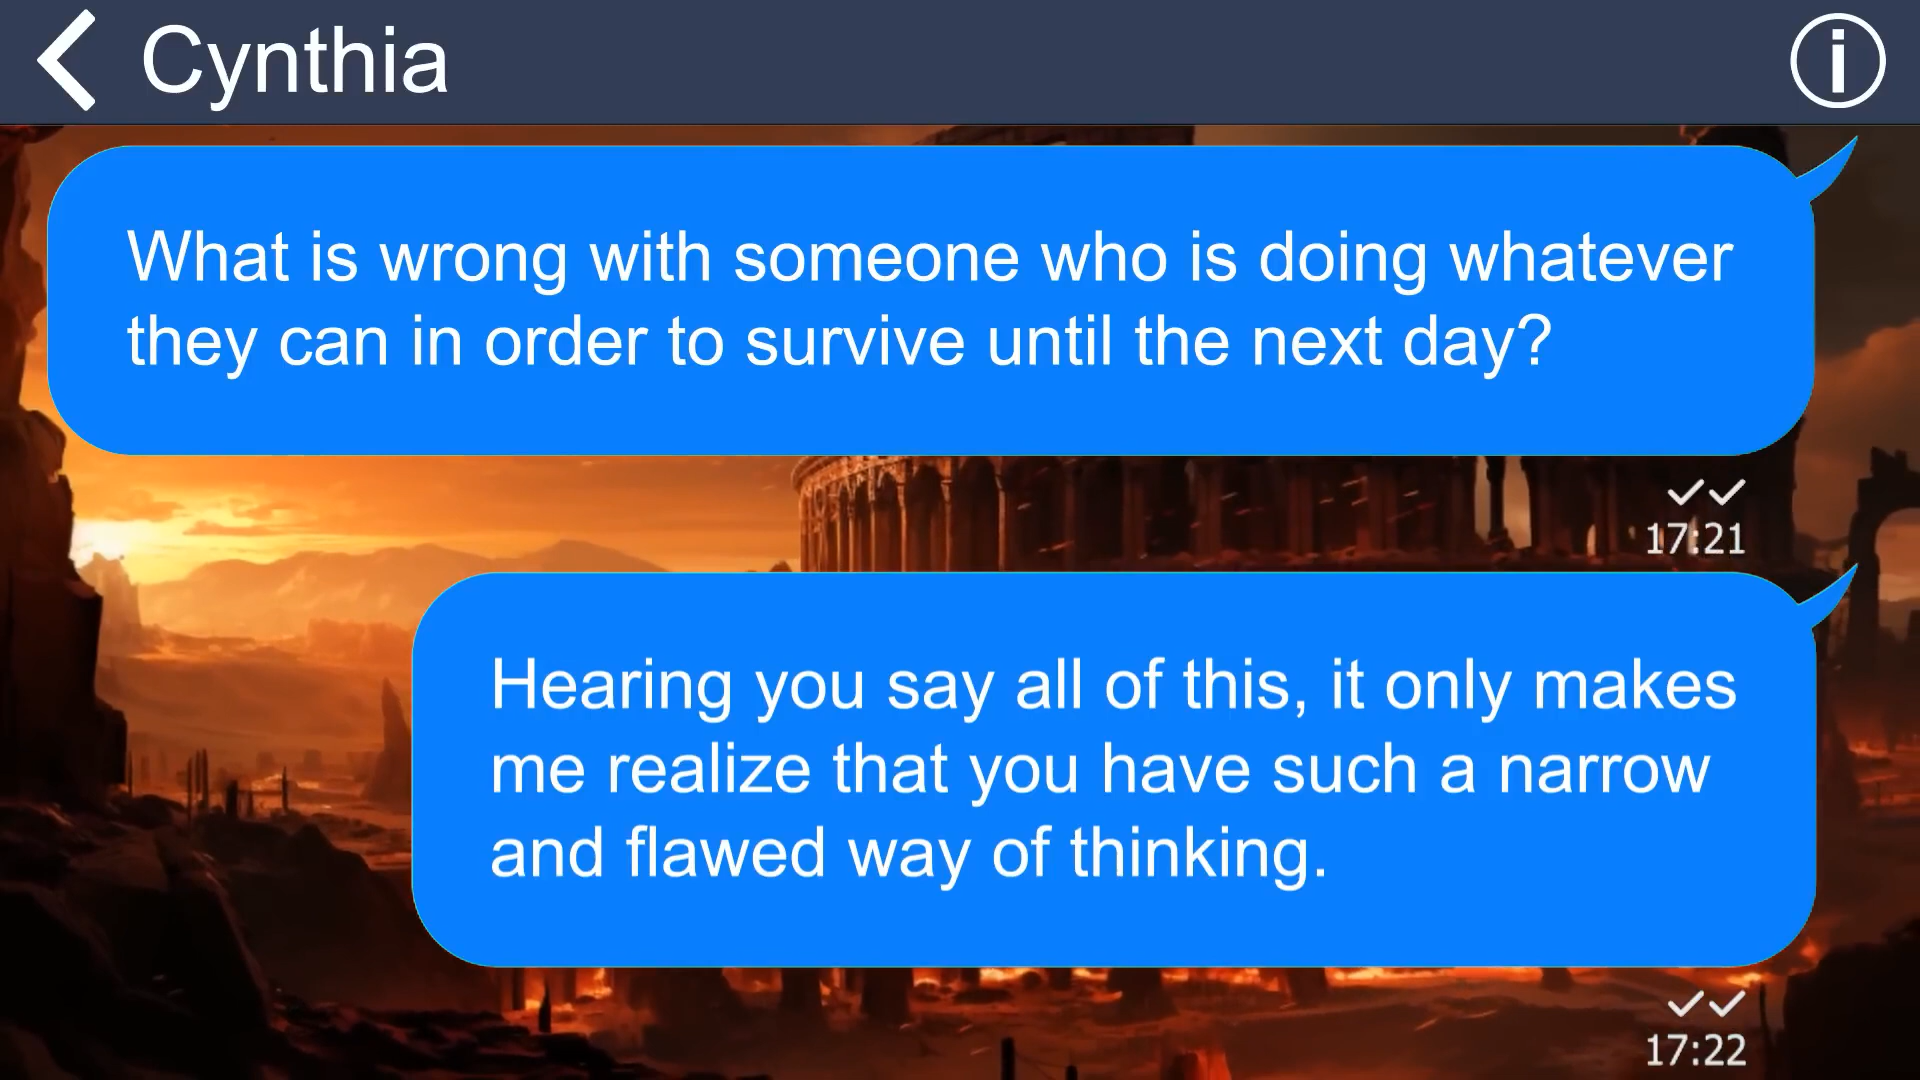 Cynthia
What is wrong with someone who is doing whatever
they can in order to survive until the next day?
17:21
Hearing you say all of this, it only makes
me realize that you have such a narrow
and flawed way of thinking.
17:22